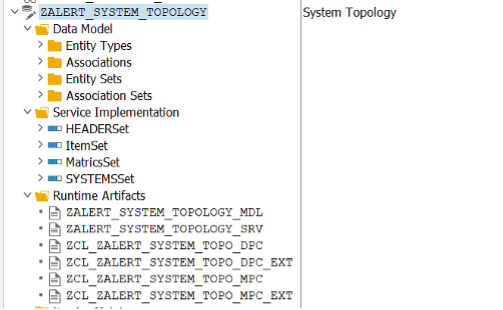 ZALERT_SYSTEM_TOPOLOGY System Topology
Data Model
Entity Types
Associations
Entity Sets
Association Sets
Service Implementation
HEADERSet
ItemSet
MatricsSet
SYSTEMSSet
Runtime Artifacts
ZALERT_SYSTEM_TOPOLOGY_MDL
ZALERT_SYSTEM_TOPOLOGY_SRV
ZCL_ZALERT_SYSTEM_TOPO_DPC
ZCL_ZALERT_SYSTEM_TOPO_DPC_EXT
ZCL_ZALERT_SYSTEM_TOPO_MPC
ZCL_ZALERT_SYSTEM_TOPO_MPC_EXT